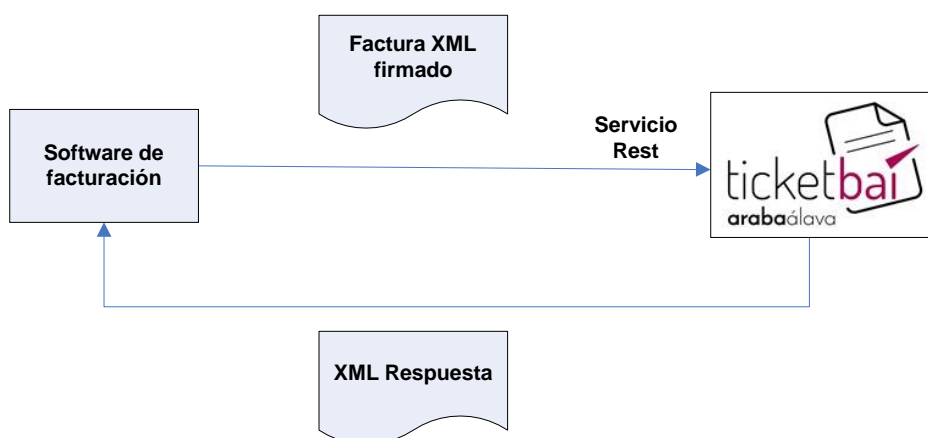 Factura XML
firmado
Servicio
Rest
Software de
facturación
ticketbai
arabaálava
XML Respuesta